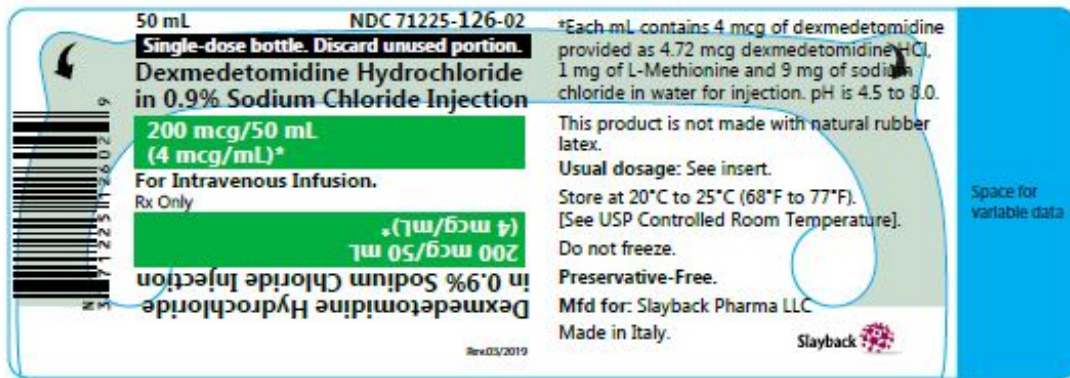 50 mL NDC 71225-126-02
Single-dose bottle. Discard unused portion.
Dexmedetomidine Hydrochloride
in 0.9% Sodium Chloride Injection
200 mcg/50 mL
(4 mcg/mL)*
For Intravenous Infusion.
Rx Only
Dexmedetomidine Hydrochloride
in 0.9% Sodium Chloride Injection
200 mcg/50 mL
(4 mcg/mL)*
Rev.03/2019
N
3 71225 12602 9
*Each mL contains 4 mcg of dexmedetomidine
provided as 4.72 mcg dexmedetomidine HCl,
1 mg of L-Methionine and 9 mg of sodium
chloride in water for injection. pH is 4.5 to 8.0.
This product is not made with natural rubber
latex.
Usual dosage: See insert.
Store at 20°C to 25°C (68°F to 77°F).
[See USP Controlled Room Temperature].
Do not freeze.
Preservative-Free.
Mfd for: Slayback Pharma LLC
Made in Italy.
Slayback
Space for
variable data